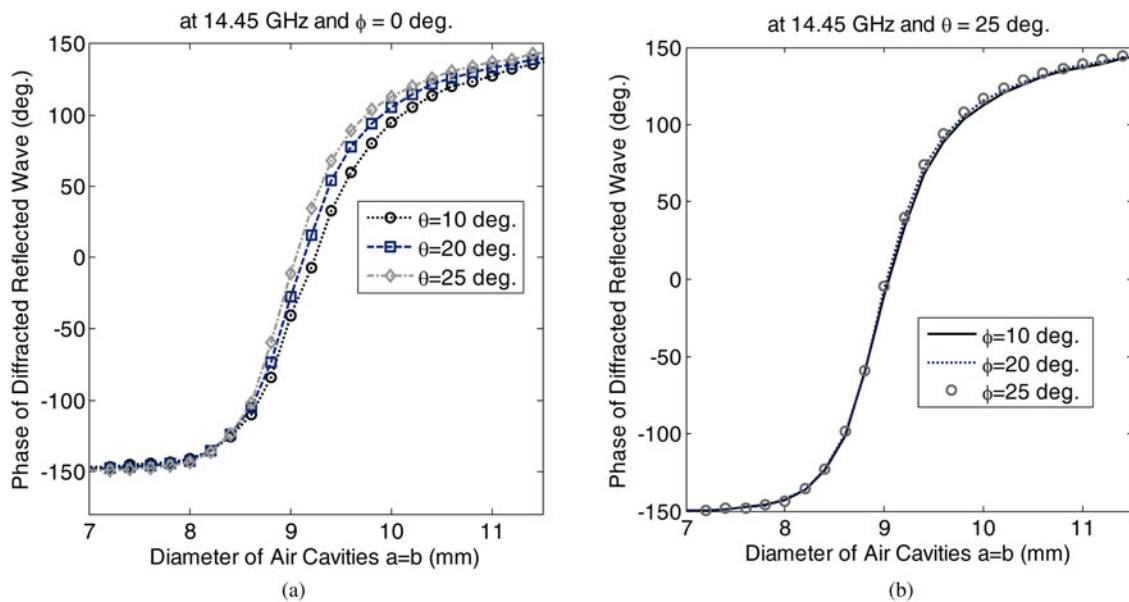 at 14.45 GHz and ϕ = 0 deg.
150
100
50
0
-50
-100
-150
7
8
9
10
11
Phase of Diffracted Reflected Wave (deg.)
Diameter of Air Cavities a=b (mm)
θ=10 deg.
θ=20 deg.
θ=25 deg.
(a)
at 14.45 GHz and θ = 25 deg.
150
100
50
0
-50
-100
-150
7
8
9
10
11
Phase of Diffracted Reflected Wave (deg.)
Diameter of Air Cavities a=b (mm)
ϕ=10 deg.
ϕ=20 deg.
ϕ=25 deg.
(b)